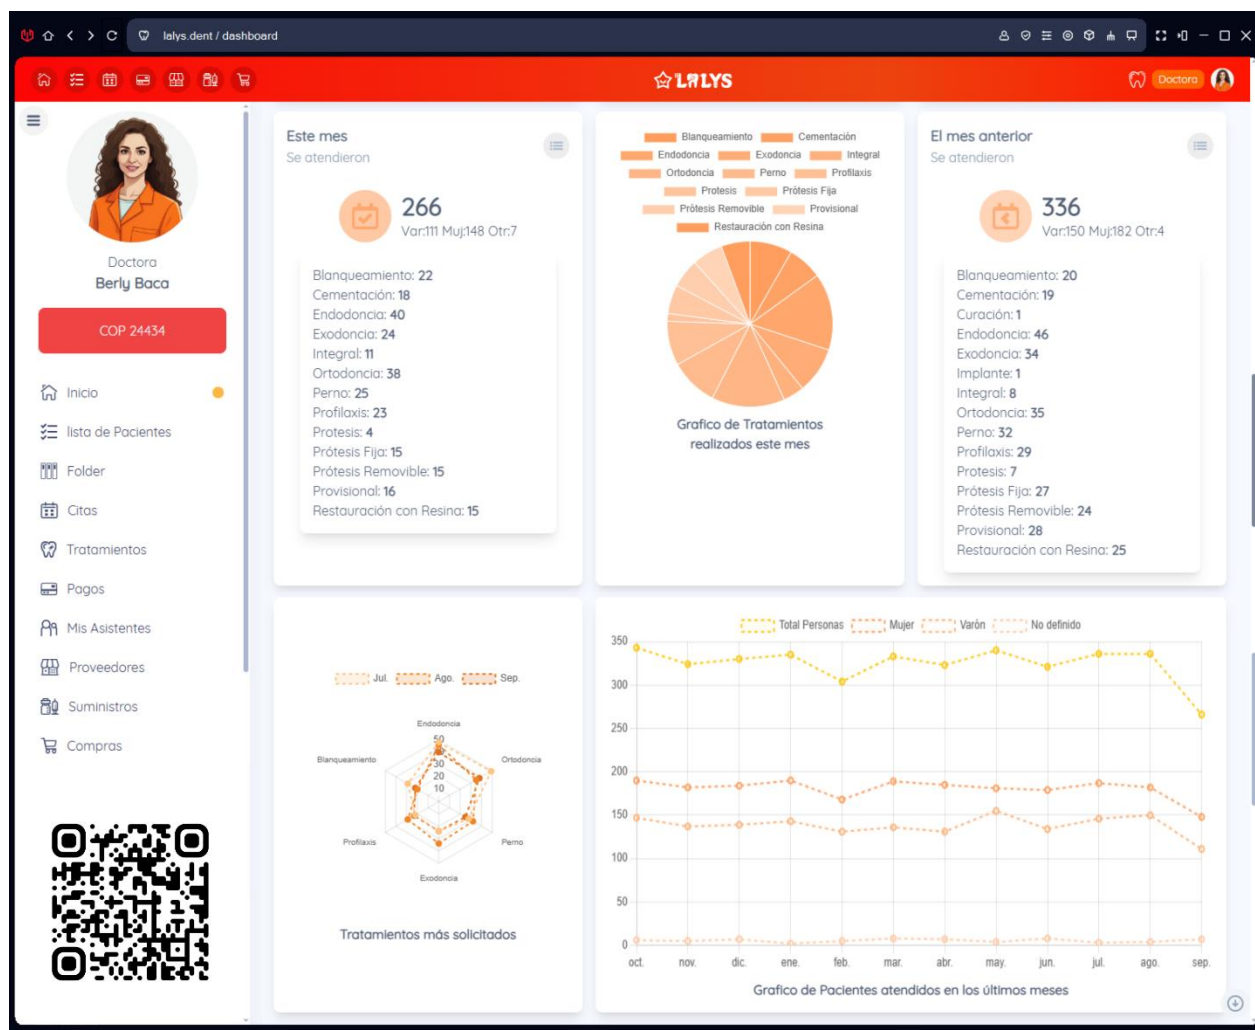 lalys.dent / dashboard
LALYS
Doctora
Doctora
Berly Baca
COP 24434
Inicio
lista de Pacientes
Folder
Citas
Tratamientos
Pagos
Mis Asistentes
Proveedores
Suministros
Compras
Este mes
Se atendieron
266
Var:111 Muj:148 Otr:7
Blanqueamiento: 22
Cementación: 18
Endodoncia: 40
Exodoncia: 24
Integral: 11
Ortodoncia: 38
Perno: 25
Profilaxis: 23
Protesis: 4
Prótesis Fija: 15
Prótesis Removible: 15
Provisional: 16
Restauración con Resina: 15
Blanqueamiento Cementación
Endodoncia Exodoncia Integral
Ortodoncia Perno Profilaxis
Protesis Prótesis Fija
Prótesis Removible Provisional
Restauración con Resina
Grafico de Tratamientos
realizados este mes
El mes anterior
Se atendieron
336
Var:150 Muj:182 Otr:4
Blanqueamiento: 20
Cementación: 19
Curación: 1
Endodoncia: 46
Exodoncia: 34
Implante: 1
Integral: 8
Ortodoncia: 35
Perno: 32
Profilaxis: 29
Protesis: 7
Prótesis Fija: 27
Prótesis Removible: 24
Provisional: 28
Restauración con Resina: 25
Jul. Ago. Sep.
Endodoncia
50
40
30
20
10
Blanqueamiento
Ortodoncia
Profilaxis
Perno
Exodoncia
Tratamientos más solicitados
Total Personas Mujer Varón No definido
350
300
250
200
150
100
50
0
oct. nov. dic. ene. feb. mar. abr. may. jun. jul. ago. sep.
Grafico de Pacientes atendidos en los últimos meses